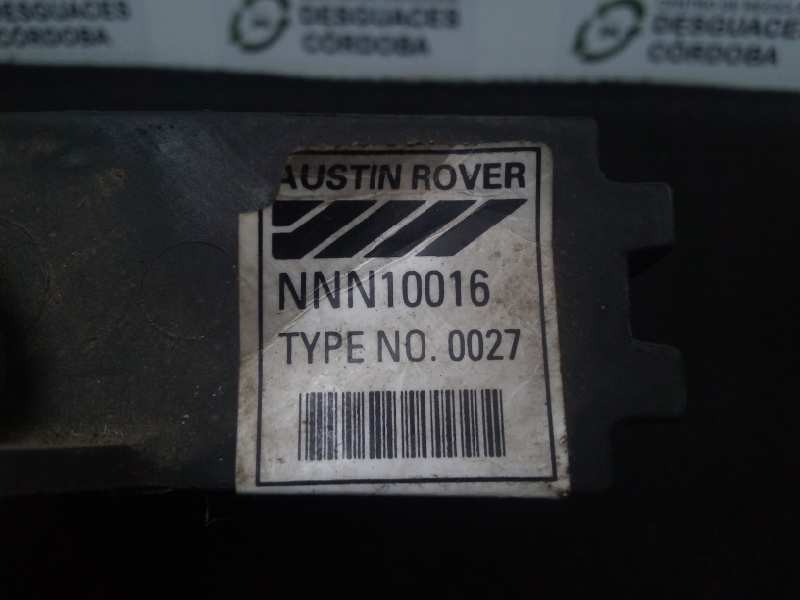 DESGUACES
CÓRDOBA
DESGUACES
CÓRDOBA
DESGUACES
CÓRDOBA
AUSTIN ROVER
NNN10016
TYPE NO. 0027